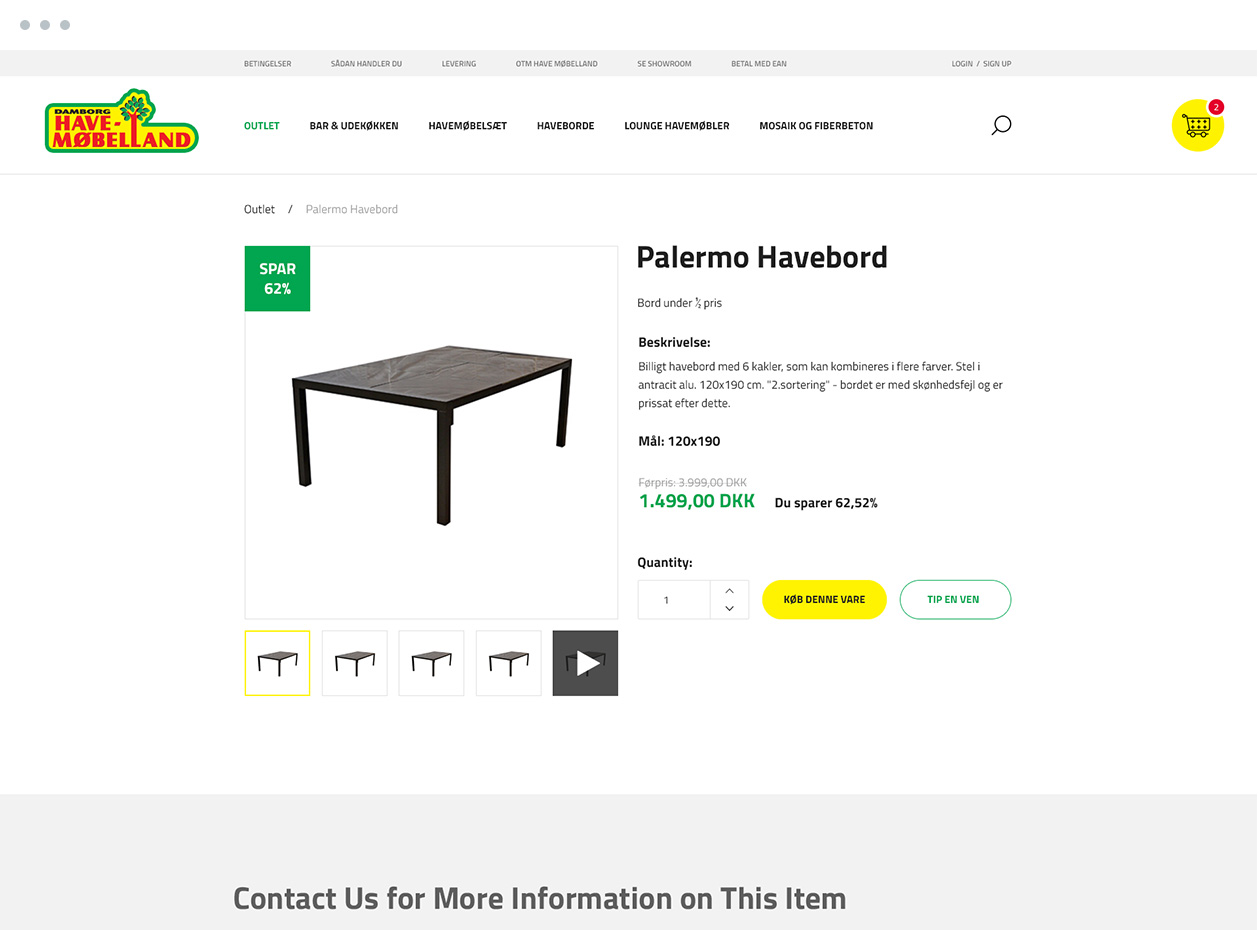 BETINGELSER
SÅDAN HANDLER DU
LEVERING
OTM HAVE MØBELLAND
SE SHOWROOM
BETAL MED EAN
LOGIN / SIGN UP
DAMBORG
HAVE-
MØBELLAND
OUTLET
BAR & UDEKØKKEN
HAVEMØBELSÆT
HAVEBORDE
LOUNGE HAVEMØBLER
MOSAIK OG FIBERBETON
2
Outlet / Palermo Havebord
SPAR
62%
Palermo Havebord
Bord under ½ pris
Beskrivelse:
Billigt havebord med 6 kakler, som kan kombineres i flere farver. Stel i
antracit alu. 120x190 cm. "2.sortering" - bordet er med skønhedsfejl og er
prissat efter dette.
Mål: 120x190
Førpris: 3.999,00 DKK
1.499,00 DKK
Du sparer 62,52%
Quantity:
1
KØB DENNE VARE
TIP EN VEN
Contact Us for More Information on This Item